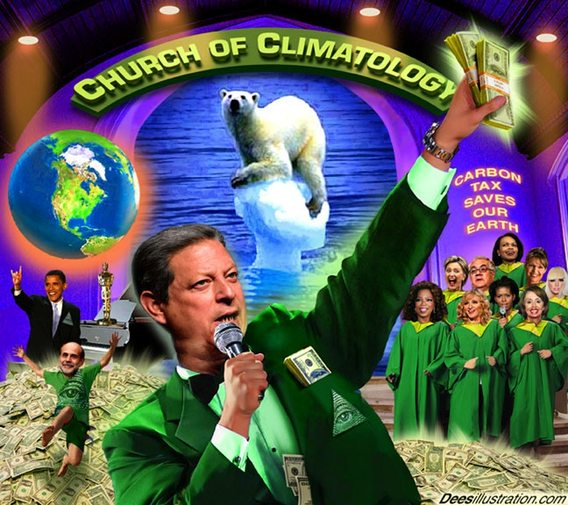 CHURCH OF CLIMATOLOGY
CARBON
TAX
SAVES
OUR
EARTH
Deesillustration.com